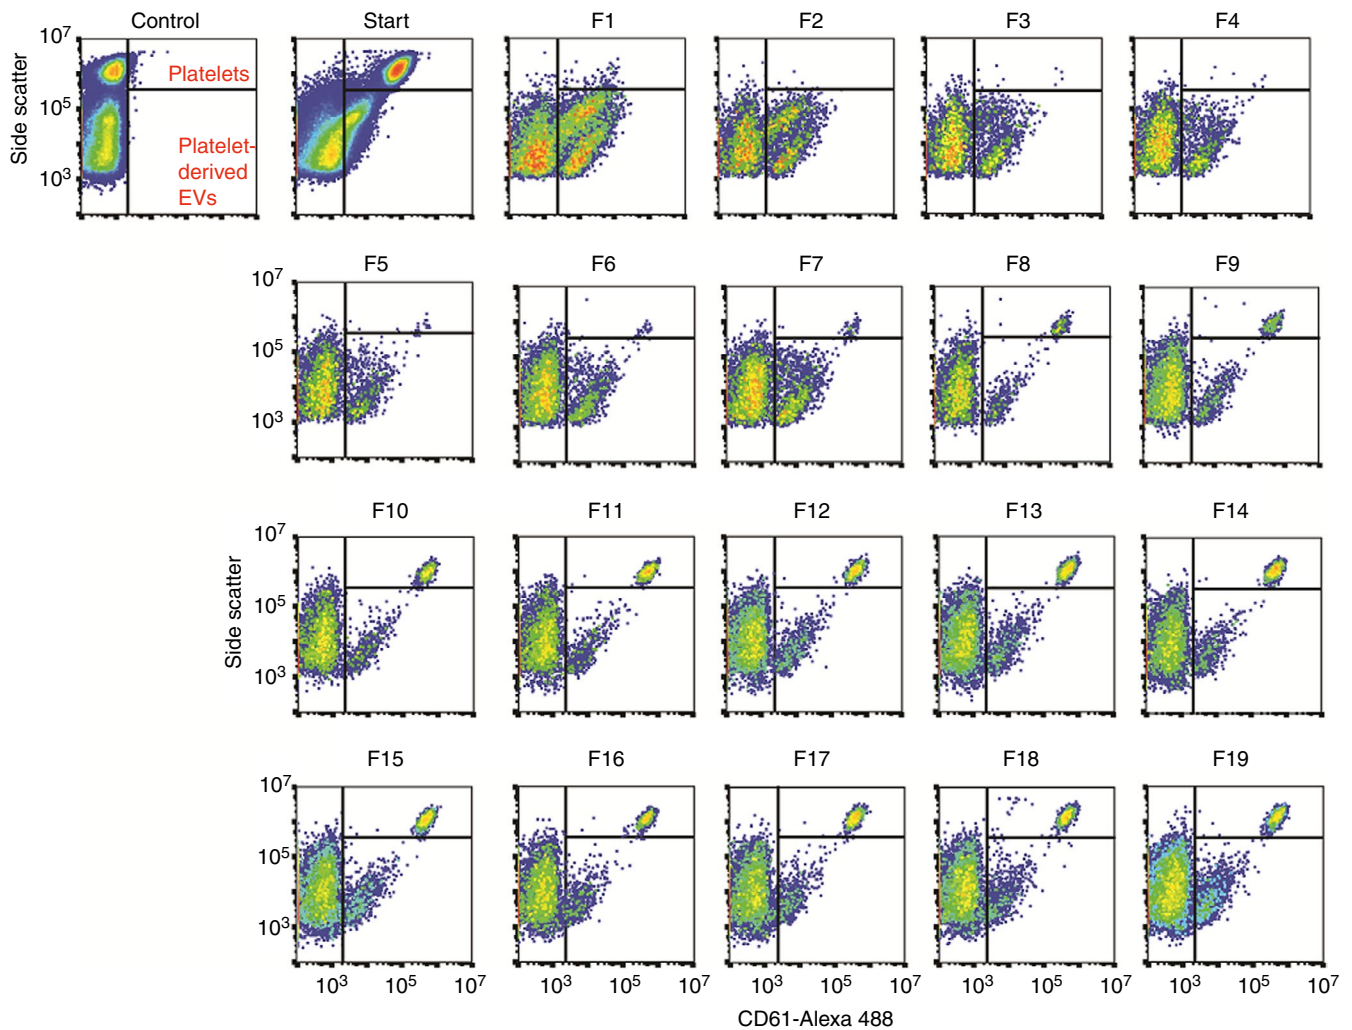 Control Start F1 F2 F3 F4
10⁷
Platelets
10⁵
Side scatter
Platelet-
derived
EVs
10³
F5 F6 F7 F8 F9
10⁷
10⁵
10³
F10 F11 F12 F13 F14
10⁷
10⁵
Side scatter
10³
F15 F16 F17 F18 F19
10⁷
10⁵
10³
10³ 10⁵ 10⁷ 10³ 10⁵ 10⁷ 10³ 10⁵ 10⁷ 10³ 10⁵ 10⁷ 10³ 10⁵ 10⁷
CD61-Alexa 488